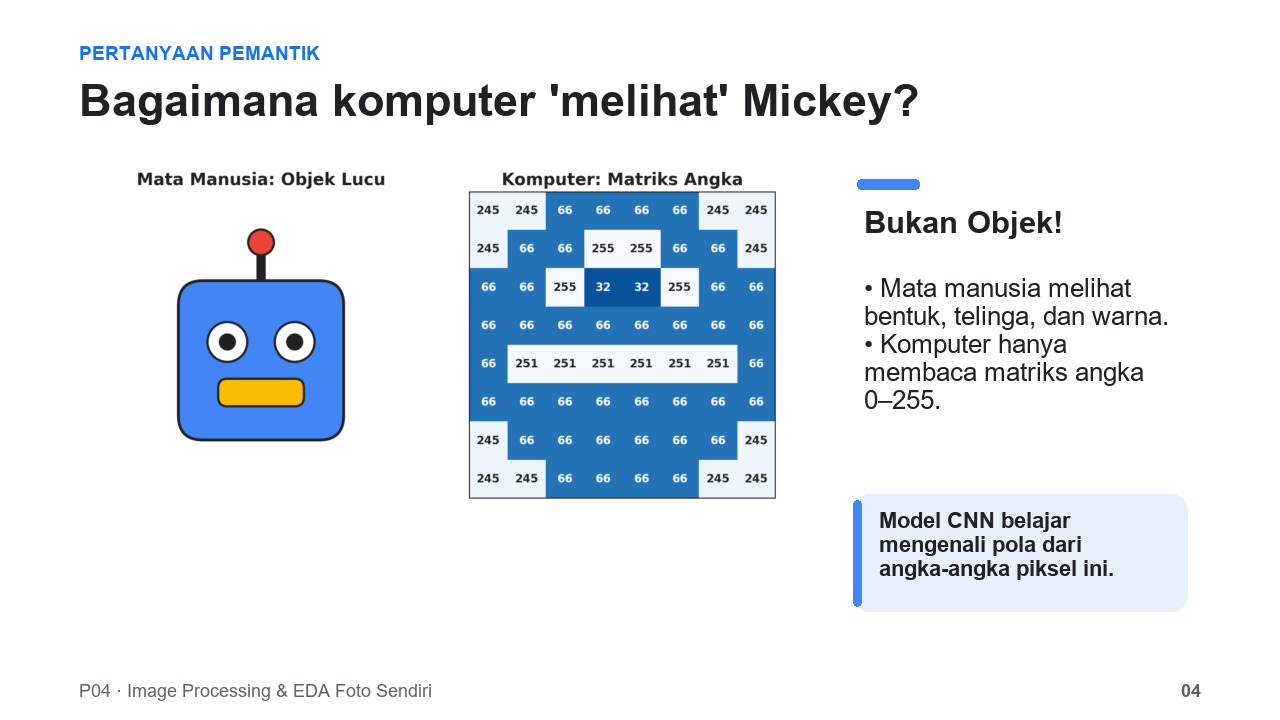 PERTANYAAN PEMANTIK
Bagaimana komputer 'melihat' Mickey?
Mata Manusia: Objek Lucu
Komputer: Matriks Angka
245 245 66 66 66 66 245 245
245 66 66 255 255 66 66 245
66 66 255 32 32 255 66 66
66 66 66 66 66 66 66 66
66 251 251 251 251 251 251 66
66 66 66 66 66 66 66 66
245 66 66 66 66 66 66 245
245 245 66 66 66 66 245 245
Bukan Objek!
• Mata manusia melihat
bentuk, telinga, dan warna.
• Komputer hanya
membaca matriks angka
0–255.
Model CNN belajar
mengenali pola dari
angka-angka piksel ini.
P04 · Image Processing & EDA Foto Sendiri
04